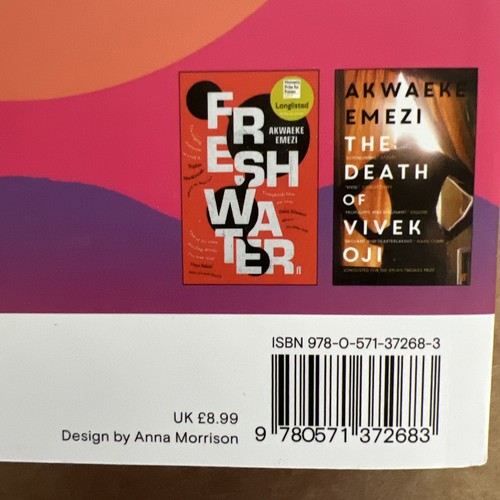 FRESHWATER
AKWAEKE
EMEZI
Women's
Prize for
Fiction
Longlisted
AKWAEKE
EMEZI
THE
DEATH
OF
VIVEK
OJI
ISBN 978-0-571-37268-3
UK £8.99
Design by Anna Morrison
9 780571 372683